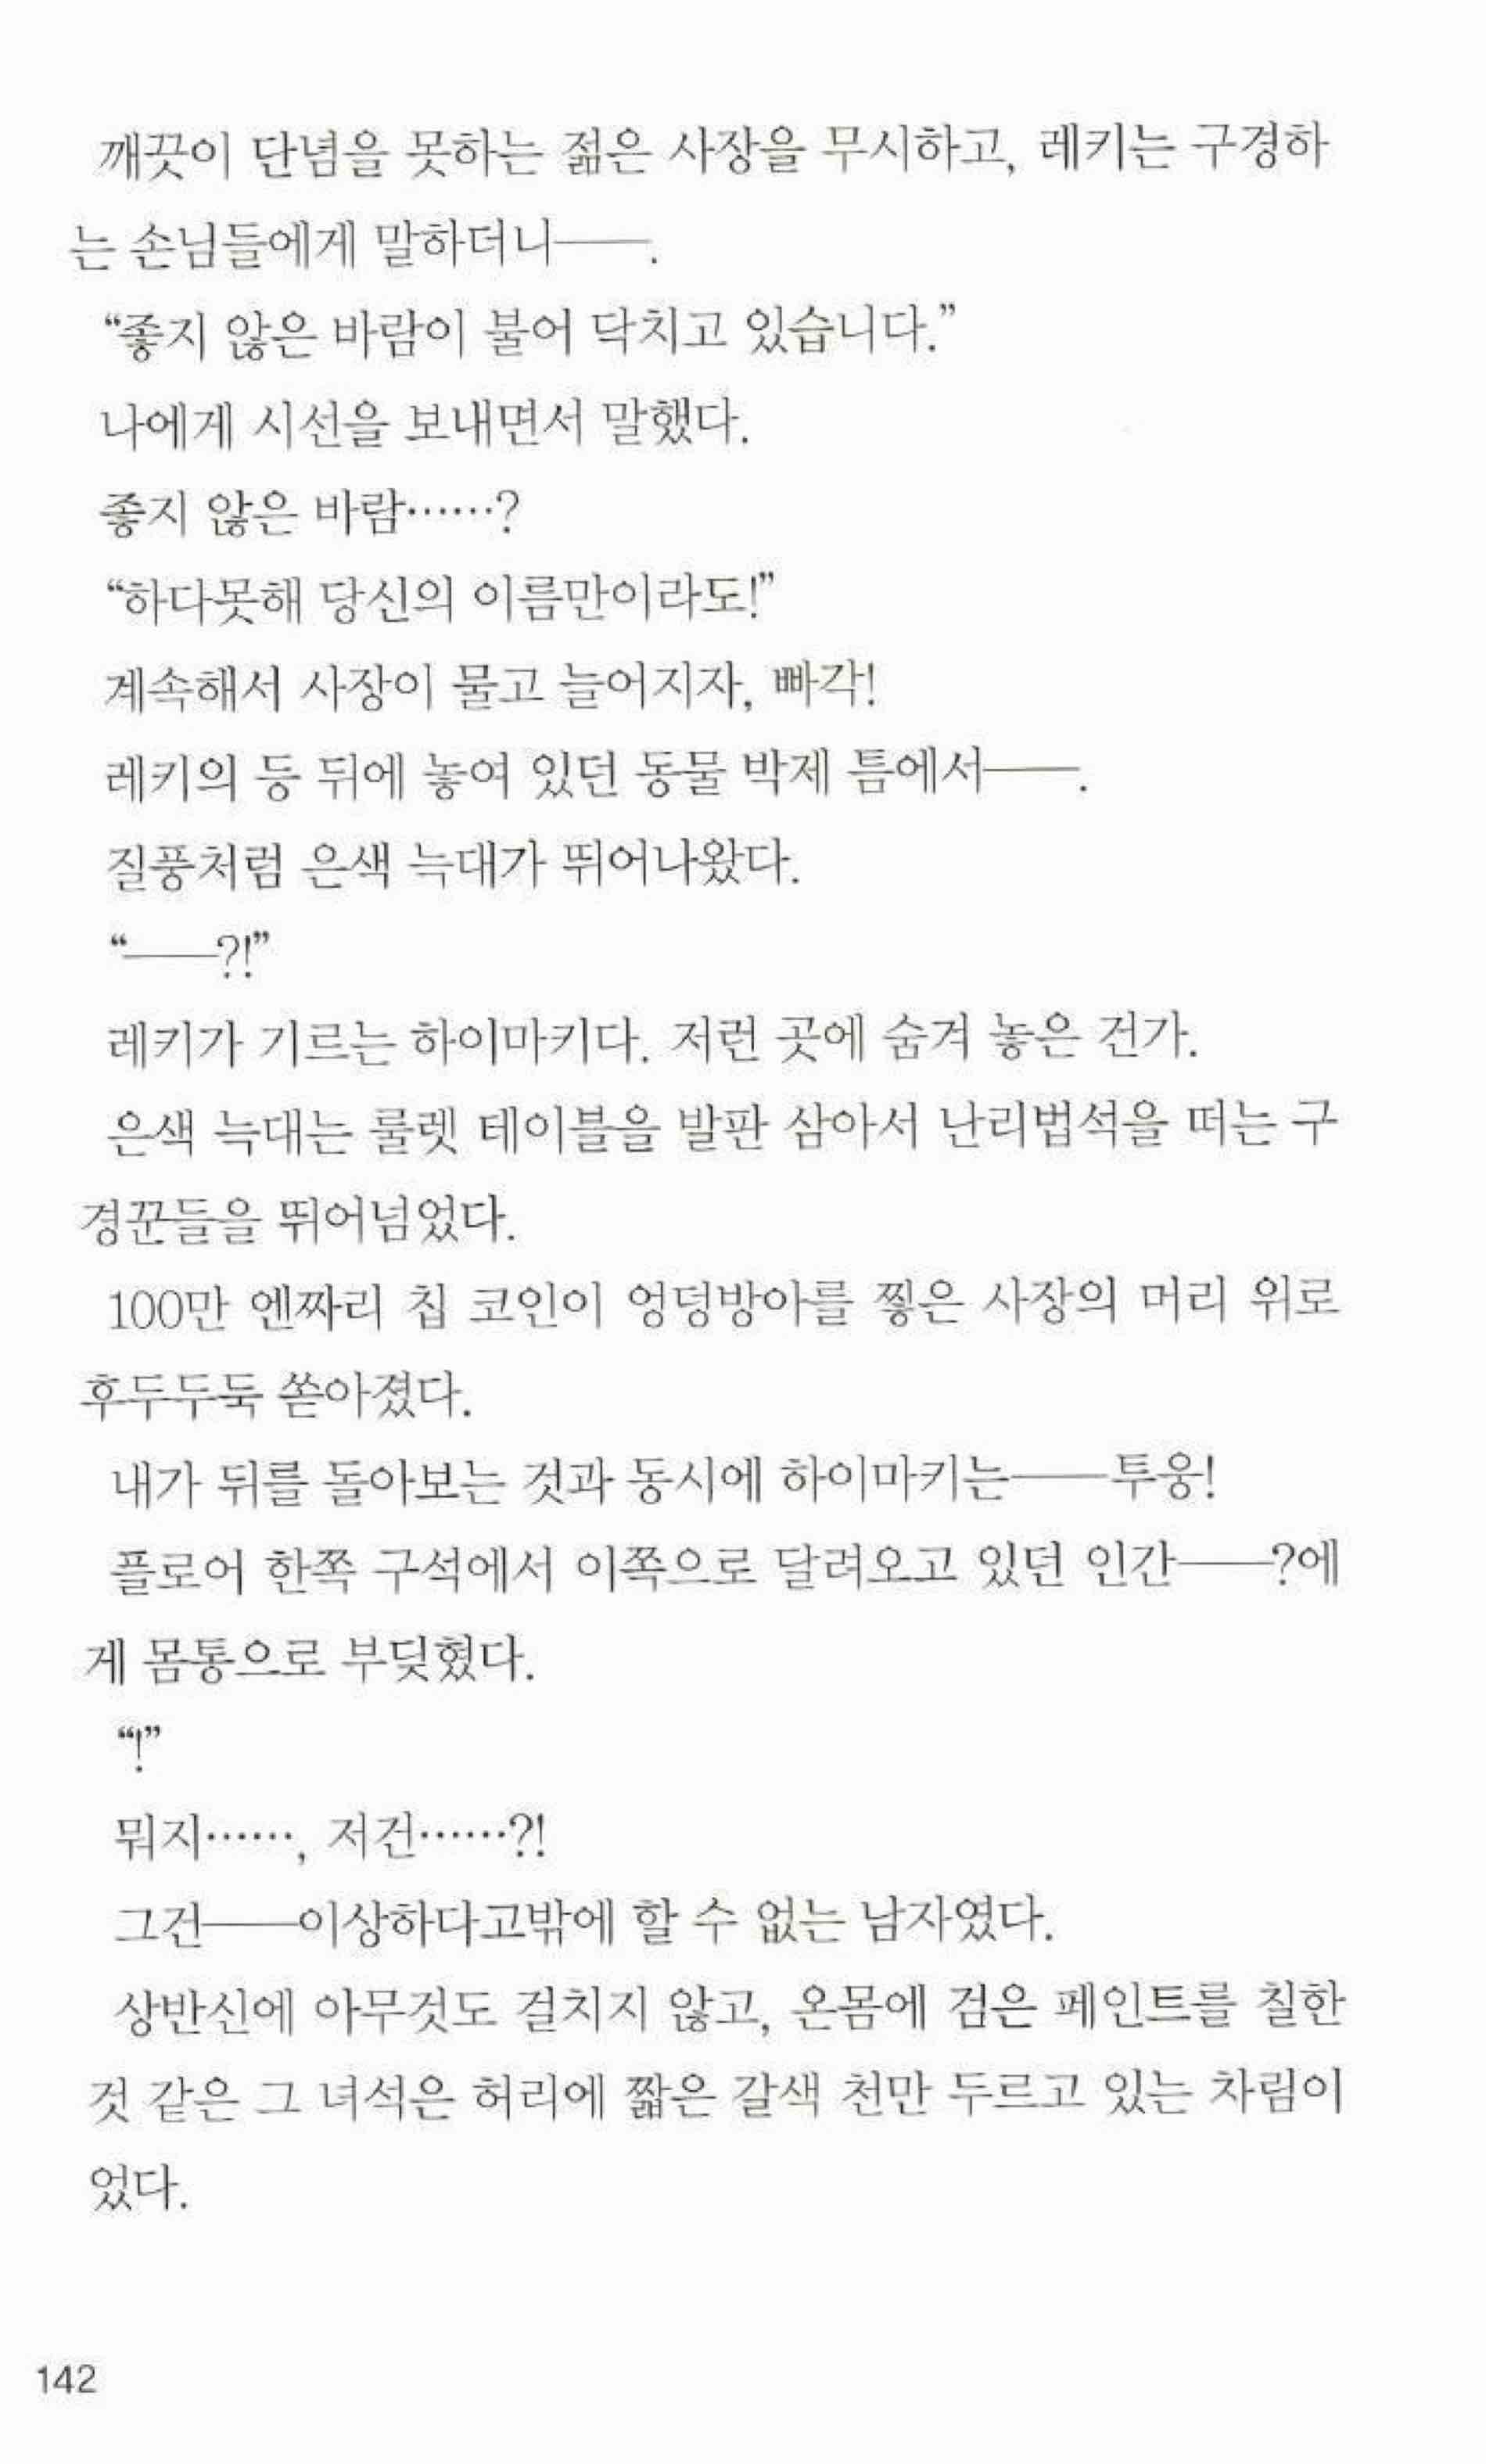 깨끗이 단념을 못하는 젊은 사장을 무시하고, 레키는 구경하
는 손님들에게 말하더니――.
“좋지 않은 바람이 불어 닥치고 있습니다.”
나에게 시선을 보내면서 말했다.
좋지 않은 바람……?
“하다못해 당신의 이름만이라도!”
계속해서 사장이 물고 늘어지자, 빠각!
레키의 등 뒤에 놓여 있던 동물 박제 틈에서――.
질풍처럼 은색 늑대가 뛰어나왔다.
“――?!”
레키가 기르는 하이마키다. 저런 곳에 숨겨 놓은 건가.
은색 늑대는 룰렛 테이블을 발판 삼아서 난리법석을 떠는 구
경꾼들을 뛰어넘었다.
100만 엔짜리 칩 코인이 엉덩방아를 찧은 사장의 머리 위로
후두두둑 쏟아졌다.
내가 뒤를 돌아보는 것과 동시에 하이마키는――투웅!
플로어 한쪽 구석에서 이쪽으로 달려오고 있던 인간――?에
게 몸통으로 부딪혔다.
“!”
뭐지……, 저건……?!
그건――이상하다고밖에 할 수 없는 남자였다.
상반신에 아무것도 걸치지 않고, 온몸에 검은 페인트를 칠한
것 같은 그 녀석은 허리에 짧은 갈색 천만 두르고 있는 차림이
었다.
142